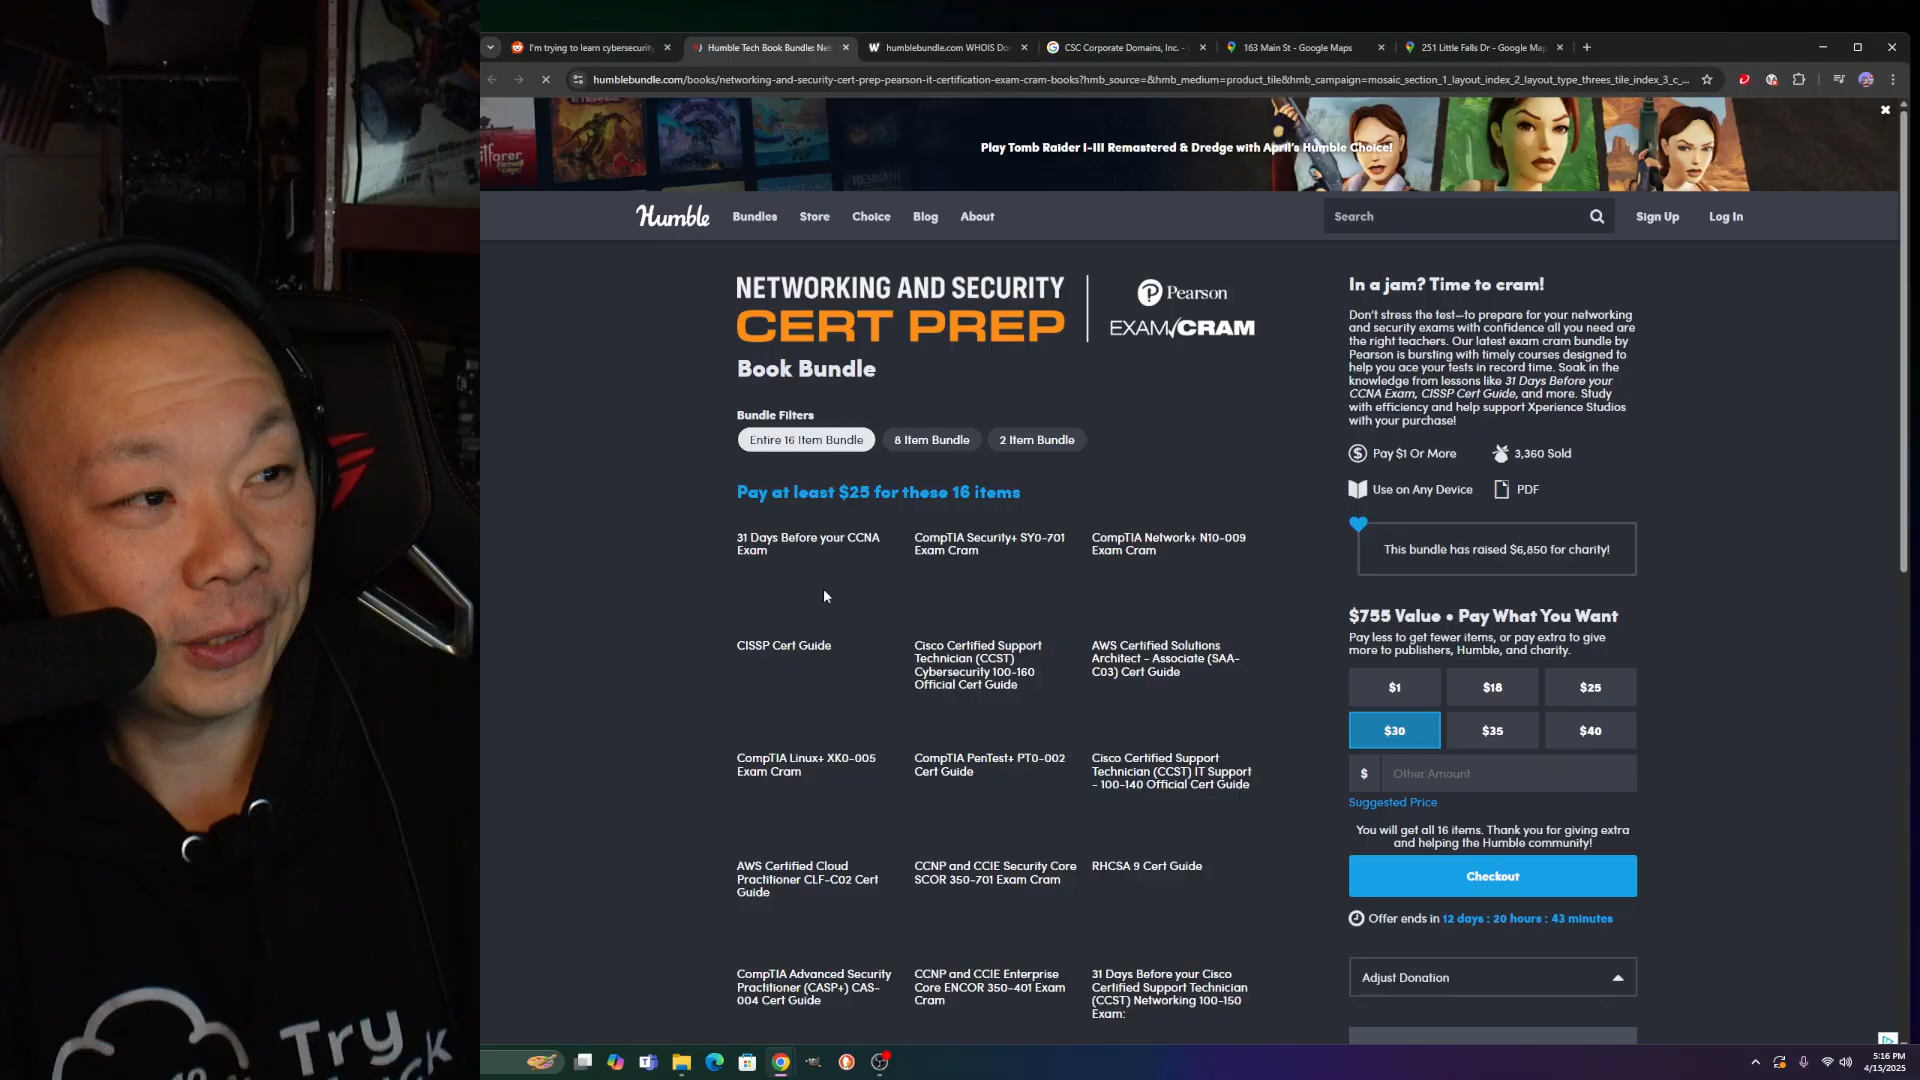 I'm trying to learn cybersecurity
Humble Tech Book Bundle: Net
humblebundle.com WHOIS Do
CSC Corporate Domains, Inc. -
163 Main St - Google Maps
251 Little Falls Dr - Google Ma
humblebundle.com/books/networking-and-security-cert-prep-pearson-it-certification-exam-cram-books?hmb_source=&hmb_medium=product_tile&hmb_campaign=mosaic_section_1_layout_index_2_layout_type_threes_tile_index_3_c_...
ETERNAL
REMNANT
Play Tomb Raider I-III Remastered & Dredge with April's Humble Choice!
Humble
Bundles
Store
Choice
Blog
About
Search
Sign Up
Log In
NETWORKING AND SECURITY
CERT PREP
Pearson
EXAM CRAM
Book Bundle
Bundle Filters
Entire 16 Item Bundle
8 Item Bundle
2 Item Bundle
Pay at least $25 for these 16 items
31 Days Before your CCNA
Exam
CompTIA Security+ SY0-701
Exam Cram
CompTIA Network+ N10-009
Exam Cram
CISSP Cert Guide
Cisco Certified Support
Technician (CCST)
Cybersecurity 100-160
Official Cert Guide
AWS Certified Solutions
Architect - Associate (SAA-
C03) Cert Guide
CompTIA Linux+ XK0-005
Exam Cram
CompTIA PenTest+ PT0-002
Cert Guide
Cisco Certified Support
Technician (CCST) IT Support
- 100-140 Official Cert Guide
AWS Certified Cloud
Practitioner CLF-C02 Cert
Guide
CCNP and CCIE Security Core
SCOR 350-701 Exam Cram
RHCSA 9 Cert Guide
CompTIA Advanced Security
Practitioner (CASP+) CAS-
004 Cert Guide
CCNP and CCIE Enterprise
Core ENCOR 350-401 Exam
Cram
31 Days Before your Cisco
Certified Support Technician
(CCST) Networking 100-150
Exam:
In a jam? Time to cram!
Don't stress the test—to prepare for your networking
and security exams with confidence all you need are
the right teachers. Our latest exam cram bundle by
Pearson is bursting with timely courses designed to
help you ace your tests in record time. Soak in the
knowledge from lessons like 31 Days Before your
CCNA Exam, CISSP Cert Guide, and more. Study
with efficiency and help support Xperience Studios
with your purchase!
Pay $1 Or More
3,360 Sold
Use on Any Device
PDF
This bundle has raised $6,850 for charity!
$755 Value • Pay What You Want
Pay less to get fewer items, or pay extra to give
more to publishers, Humble, and charity.
$1
$18
$25
$30
$35
$40
$
Other Amount
Suggested Price
You will get all 16 items. Thank you for giving extra
and helping the Humble community!
Checkout
Offer ends in 12 days : 20 hours : 43 minutes
Adjust Donation
Try
5:16 PM
4/15/2025